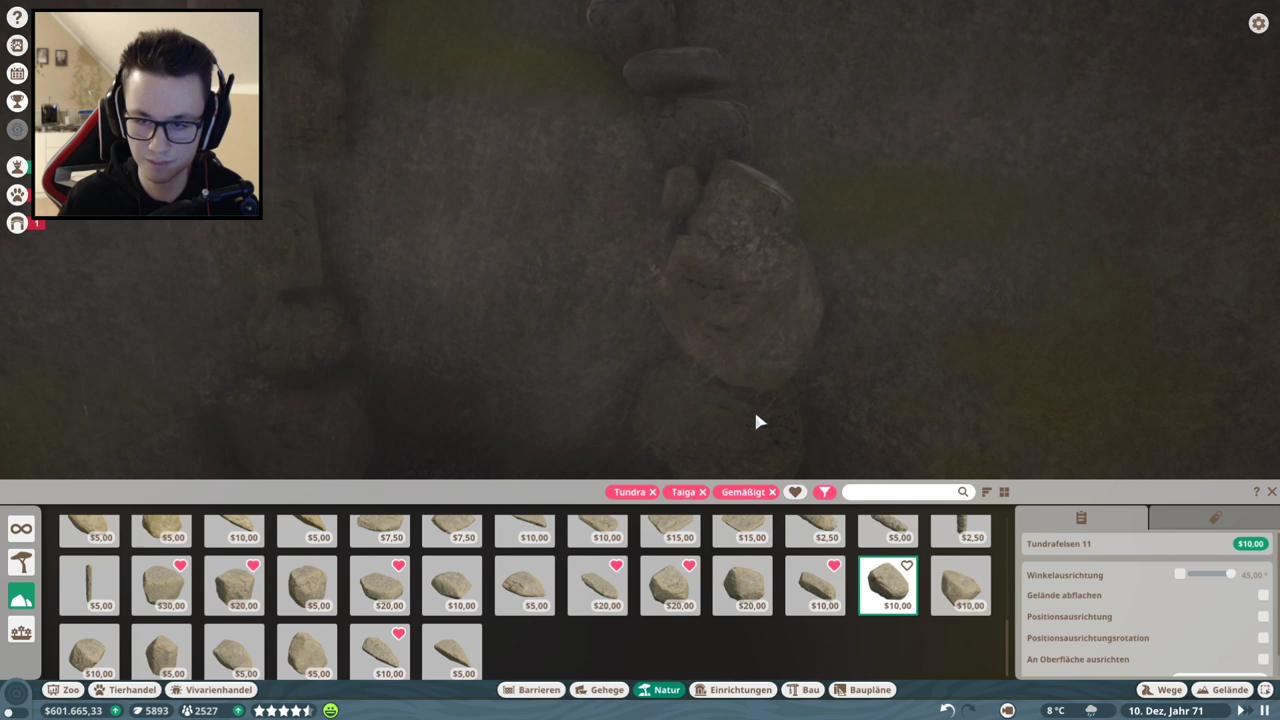 ?
1
Tundra ×
Taiga ×
Gemäßigt ×
? ×
$5,00
$5,00
$10,00
$5,00
$7,50
$7,50
$10,00
$10,00
$15,00
$15,00
$2,50
$5,00
$2,50
$5,00
$30,00
$20,00
$5,00
$20,00
$10,00
$5,00
$20,00
$20,00
$20,00
$10,00
$10,00
$10,00
$10,00
$5,00
$5,00
$5,00
$10,00
$5,00
Tundrafelsen 11 $10,00
Winkelausrichtung 45,00 °
Gelände abflachen
Positionsausrichtung
Positionsausrichtungsrotation
An Oberfläche ausrichten
Zoo
Tierhandel
Vivarienhandel
Barrieren
Gehege
Natur
Einrichtungen
Bau
Baupläne
Wege
Gelände
$601.665,33
5893
2527
8 °C
10. Dez, Jahr 71